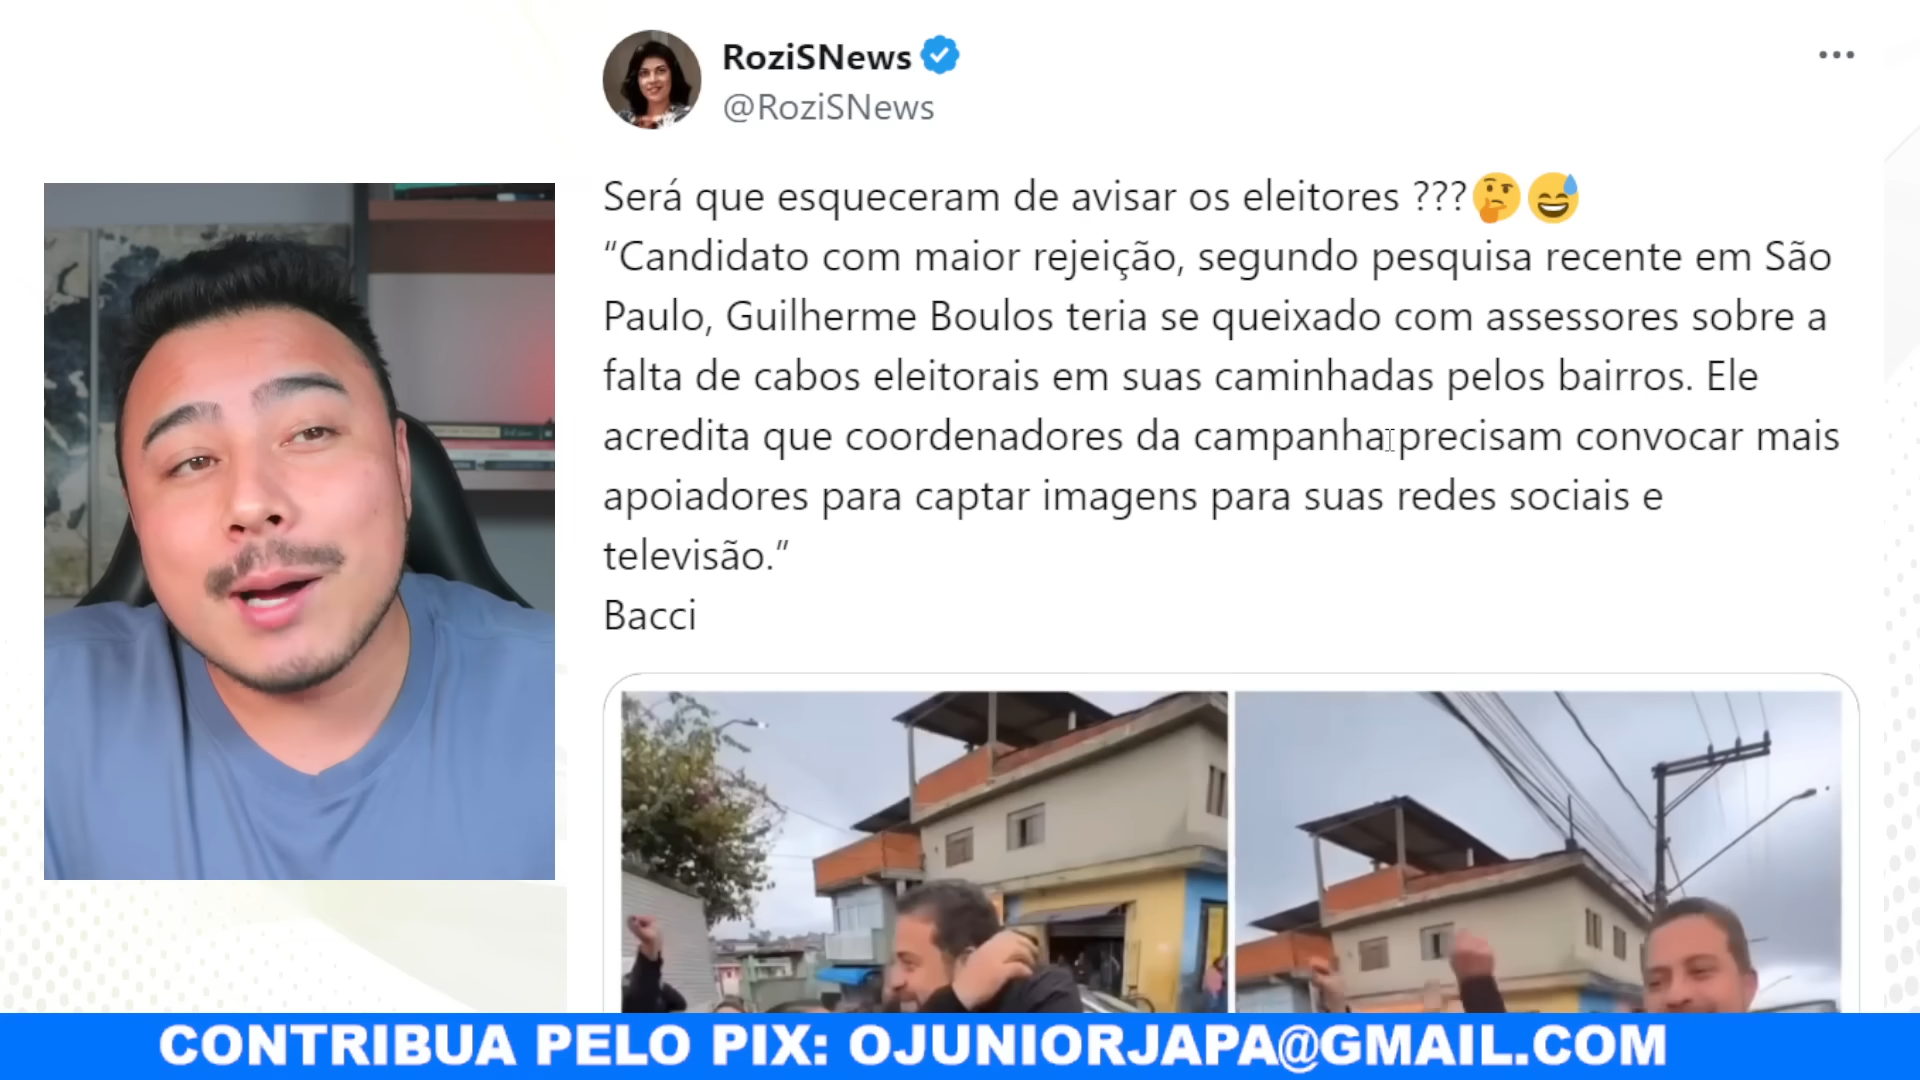 RoziSNews
@RoziSNews
Será que esqueceram de avisar os eleitores ???🤔😅
“Candidato com maior rejeição, segundo pesquisa recente em São
Paulo, Guilherme Boulos teria se queixado com assessores sobre a
falta de cabos eleitorais em suas caminhadas pelos bairros. Ele
acredita que coordenadores da campanha precisam convocar mais
apoiadores para captar imagens para suas redes sociais e
televisão.”
Bacci
CONTRIBUA PELO PIX: OJUNIORJAPA@GMAIL.COM